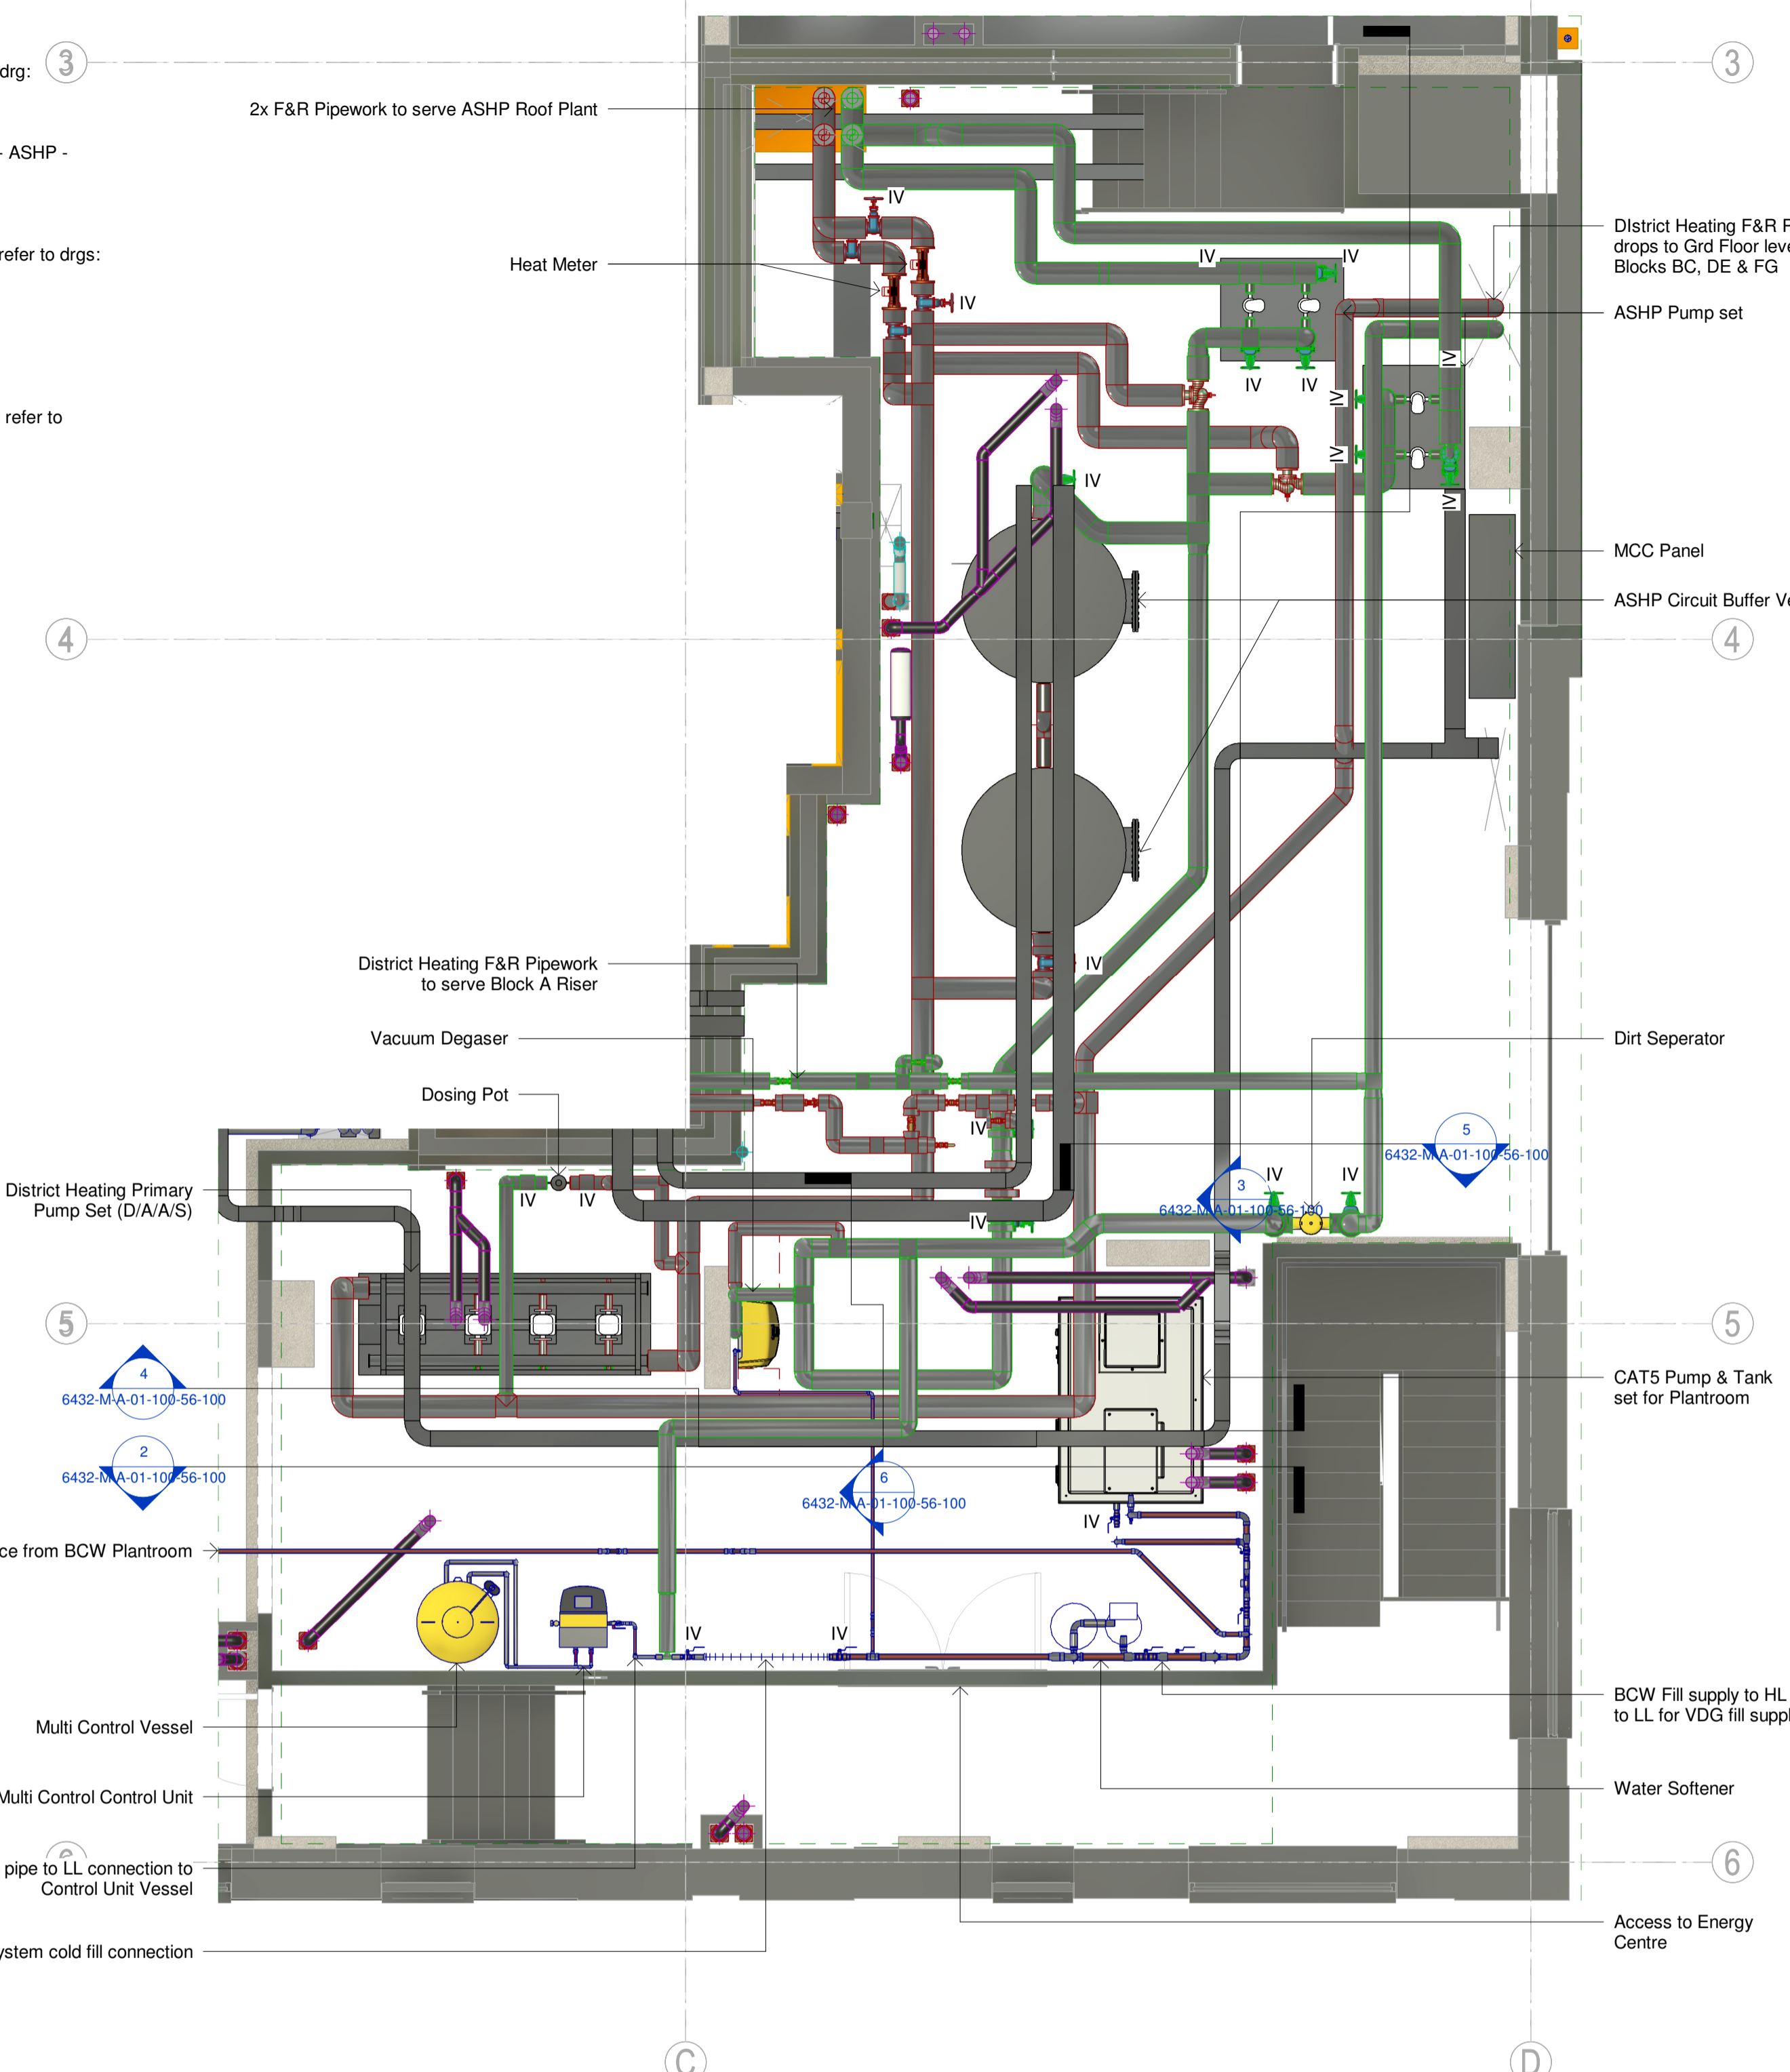 drg:
3
3
2x F&R Pipework to serve ASHP Roof Plant
- ASHP -
IV
refer to drgs:
Heat Meter
IV
IV
IV
DIstrict Heating F&R
drops to Grd Floor
Blocks BC, DE & FG
ASHP Pump set
IV
IV
IV
IV
refer to
IV
IV
IV
MCC Panel
ASHP Circuit Buffer
4
4
District Heating F&R Pipework
to serve Block A Riser
IV
Vacuum Degaser
Dirt Seperator
Dosing Pot
IV
5
6432-M-A-01-100-56-100
District Heating Primary
Pump Set (D/A/A/S)
IV
IV
IV
3
6432-M-A-01-100-56-100
IV
IV
5
5
4
6432-M-A-01-100-56-100
CAT5 Pump & Tank
set for Plantroom
2
6432-M-A-01-100-56-100
6
6432-M-A-01-100-56-100
IV
from BCW Plantroom
IV
IV
Multi Control Vessel
BCW Fill supply to HL
to LL for VDG fill
Multi Control Control Unit
Water Softener
6
pipe to LL connection to
Control Unit Vessel
6
Access to Energy
Centre
cold fill connection
C
D